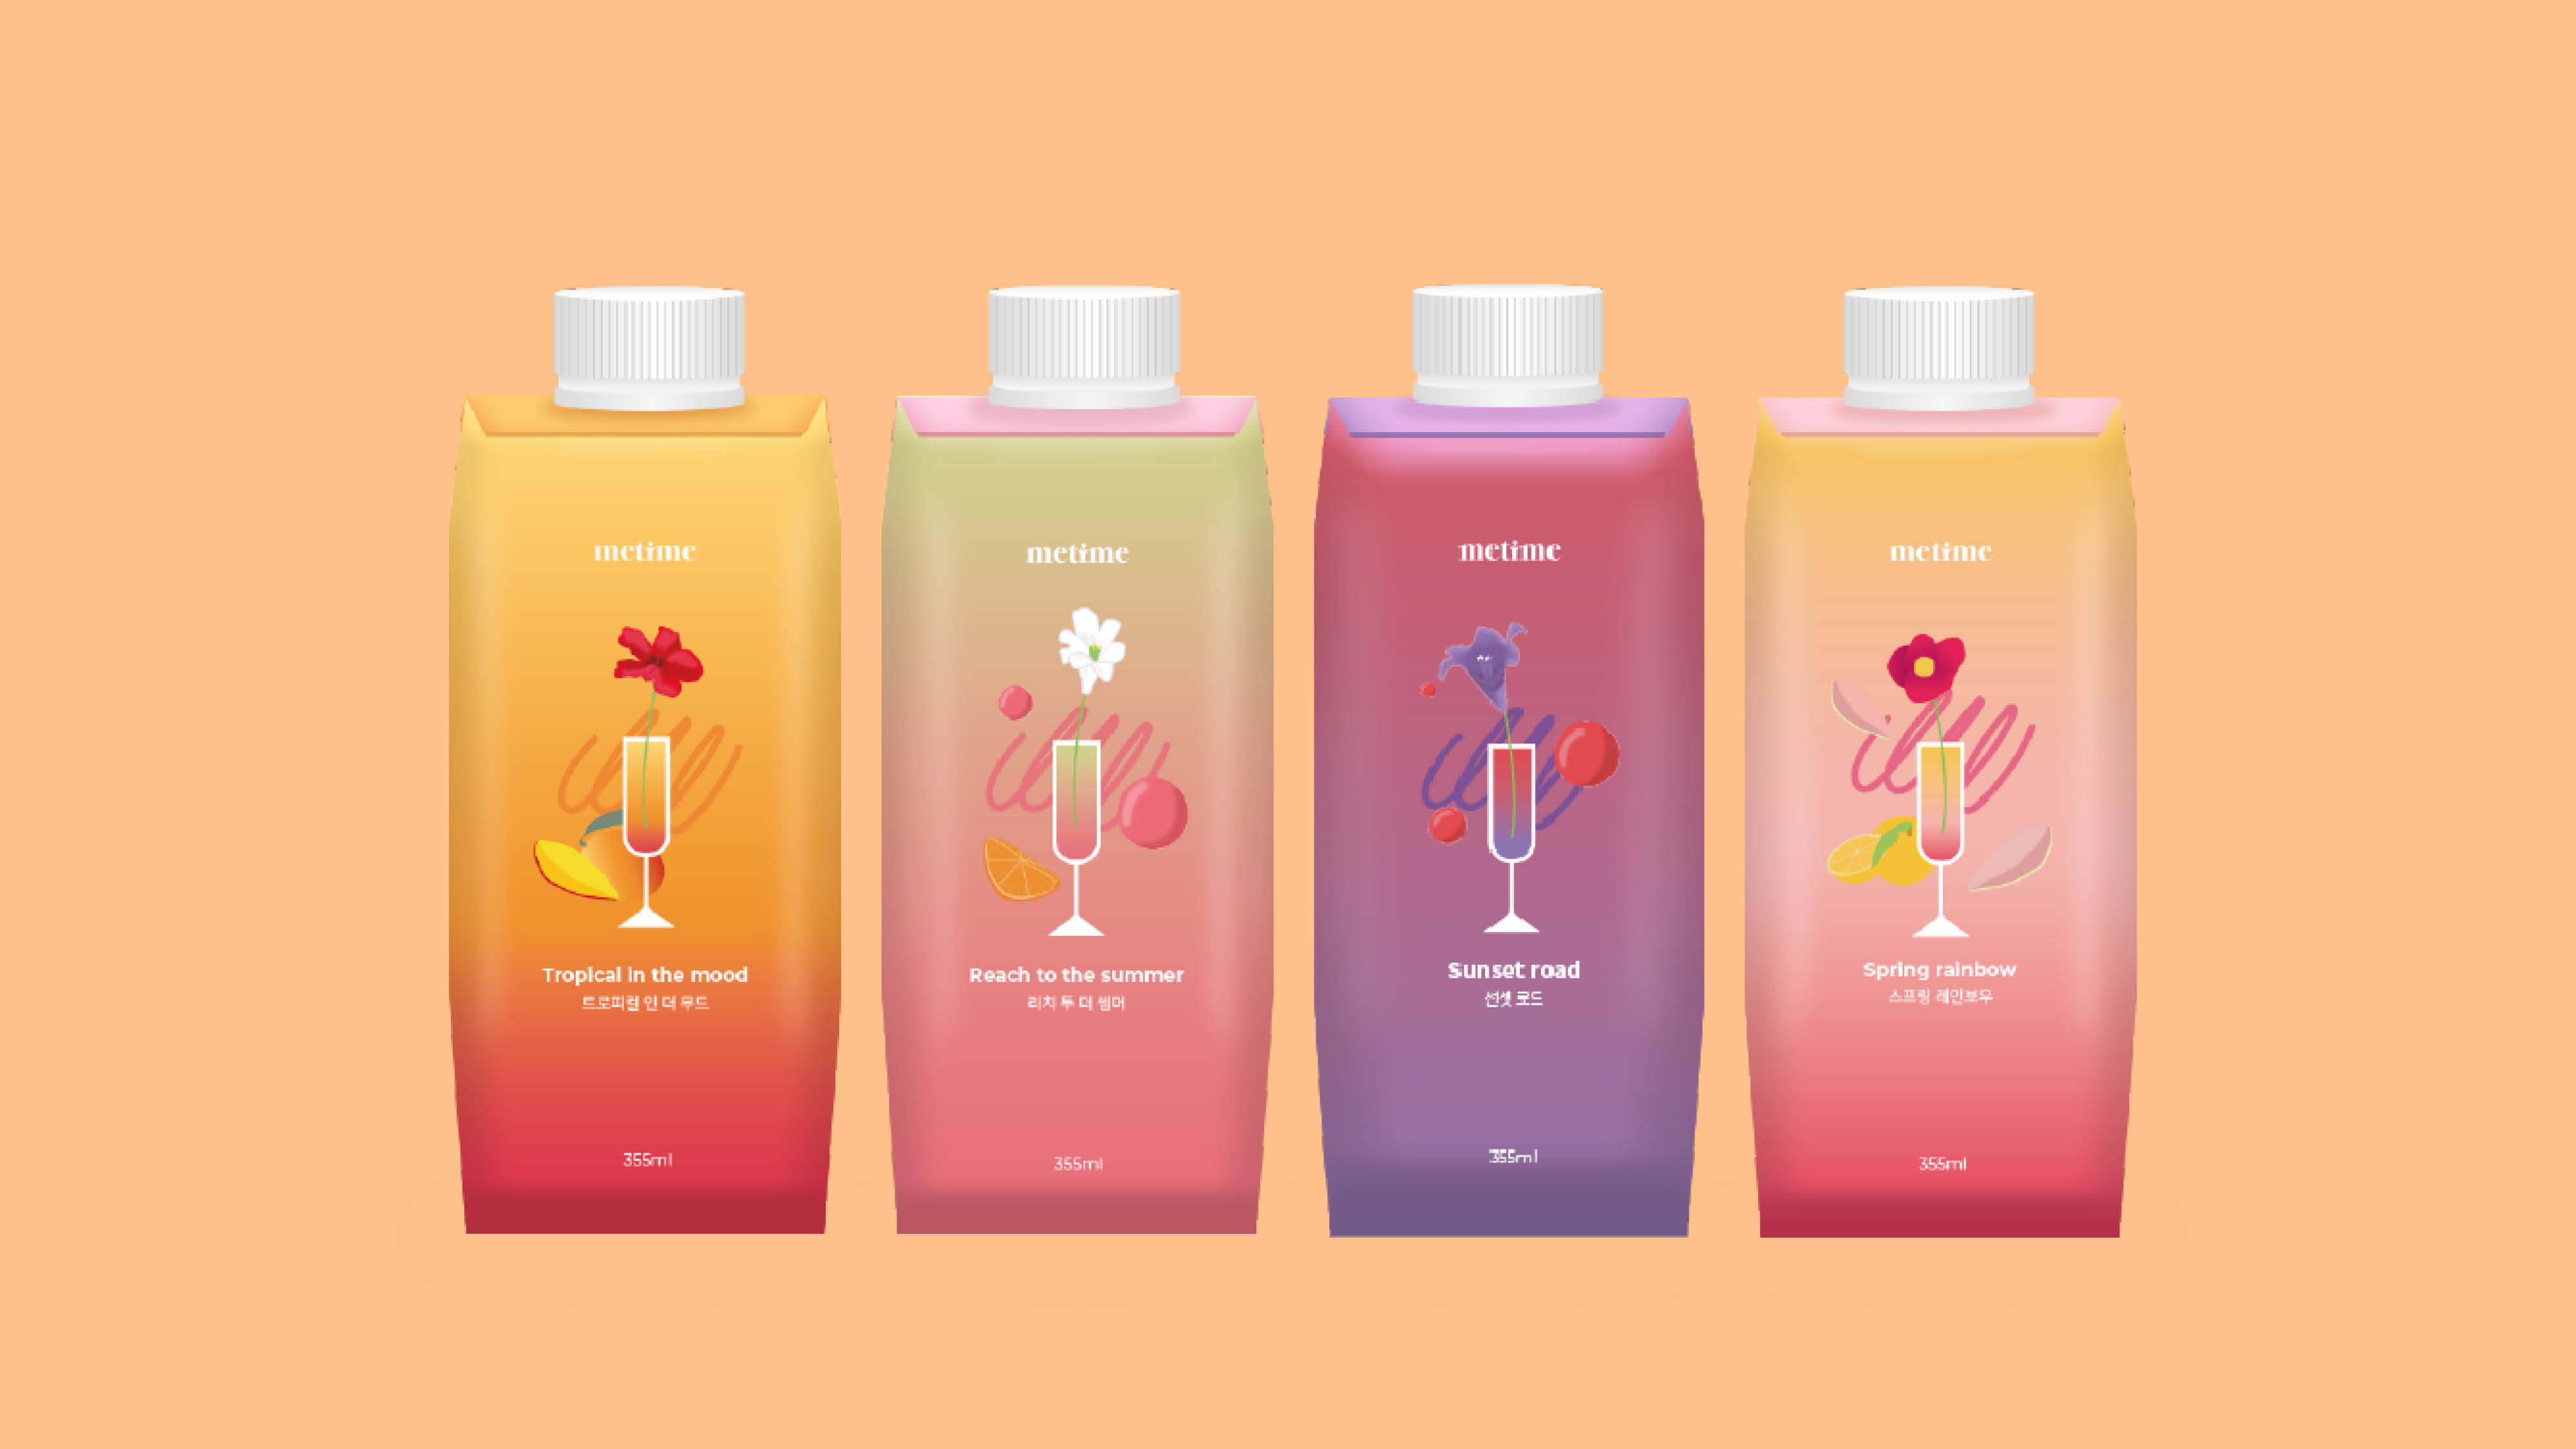 metime
Tropical in the mood
트로피컬 인 더 무드
355ml
metime
Reach to the summer
리치 투 더 썸머
355ml
metime
Sunset road
선셋 로드
355ml
metime
Spring rainbow
스프링 레인보우
355ml